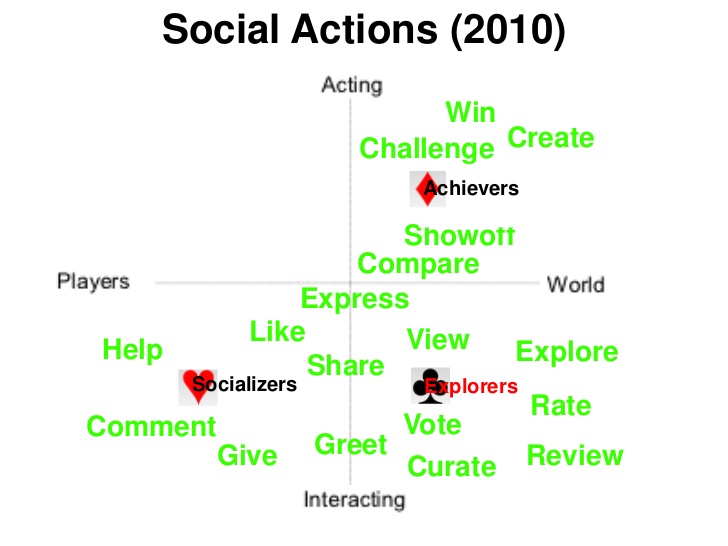 Social Actions (2010)
Acting
Win
Create
Challenge
Achievers
Showoff
Compare
Players
World
Express
Like
View
Help
Explore
Share
Socializers
Explorers
Rate
Comment
Vote
Greet
Give
Review
Curate
Interacting